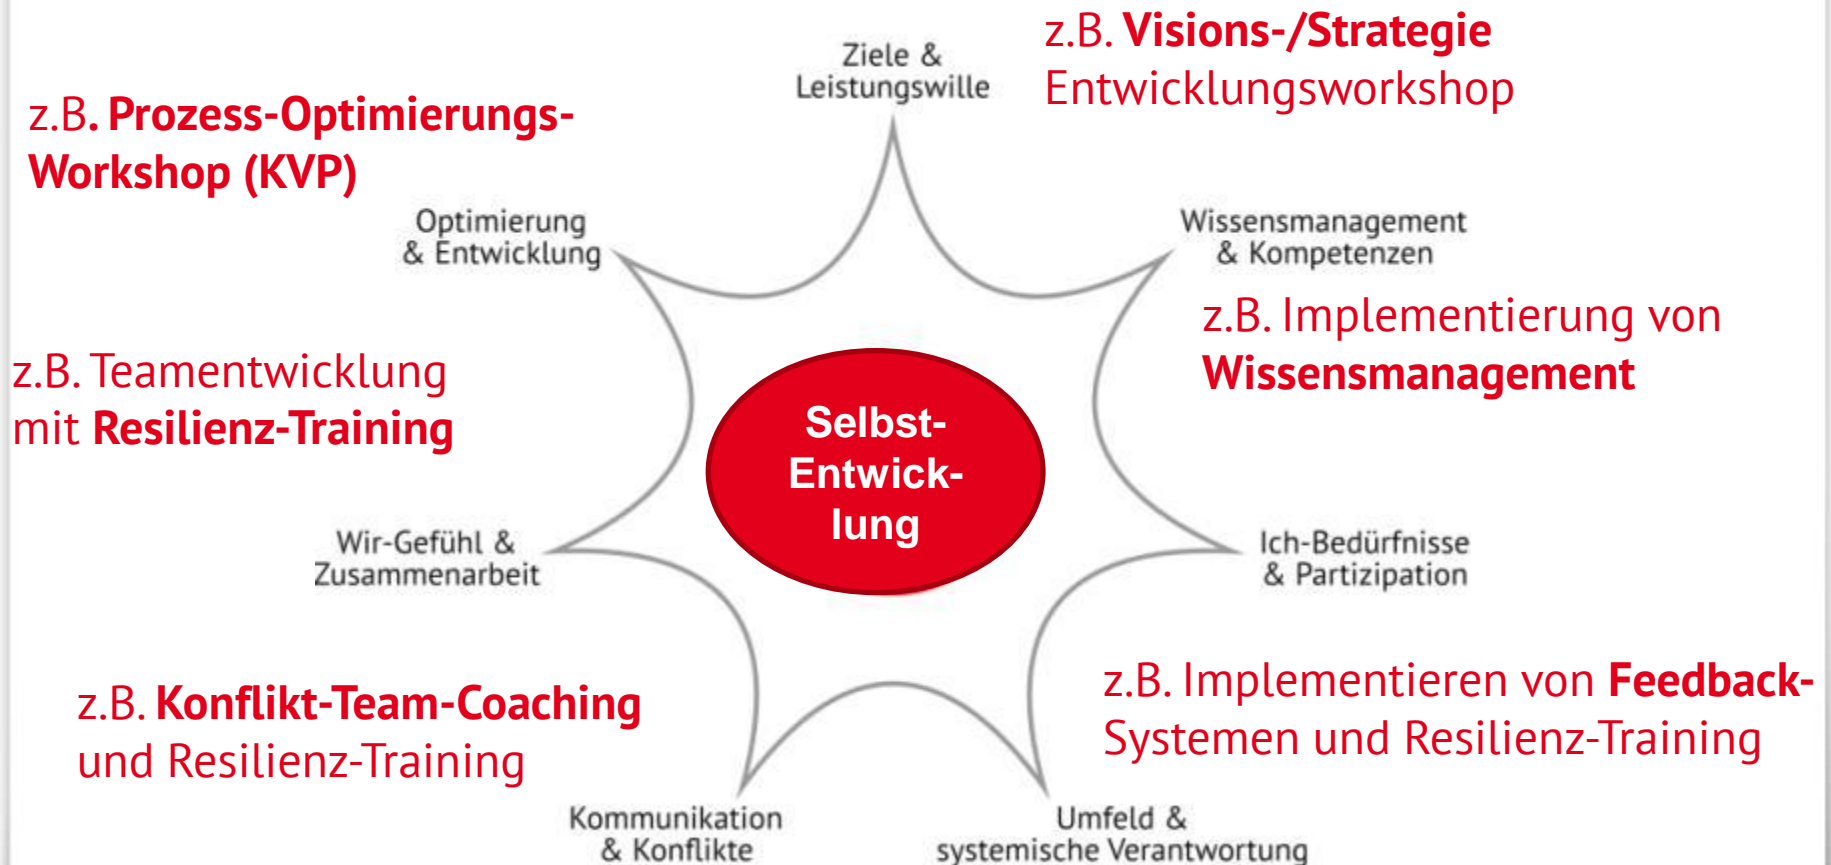 z.B. Visions-/Strategie
Entwicklungsworkshop
Ziele &
Leistungswille
z.B. Prozess-Optimierungs-
Workshop (KVP)
Optimierung
& Entwicklung
Wissensmanagement
& Kompetenzen
z.B. Implementierung von
Wissensmanagement
z.B. Teamentwicklung
mit Resilienz-Training
Selbst-
Entwick-
lung
Wir-Gefühl &
Zusammenarbeit
Ich-Bedürfnisse
& Partizipation
z.B. Konflikt-Team-Coaching
und Resilienz-Training
z.B. Implementieren von Feedback-
Systemen und Resilienz-Training
Kommunikation
& Konflikte
Umfeld &
systemische Verantwortung